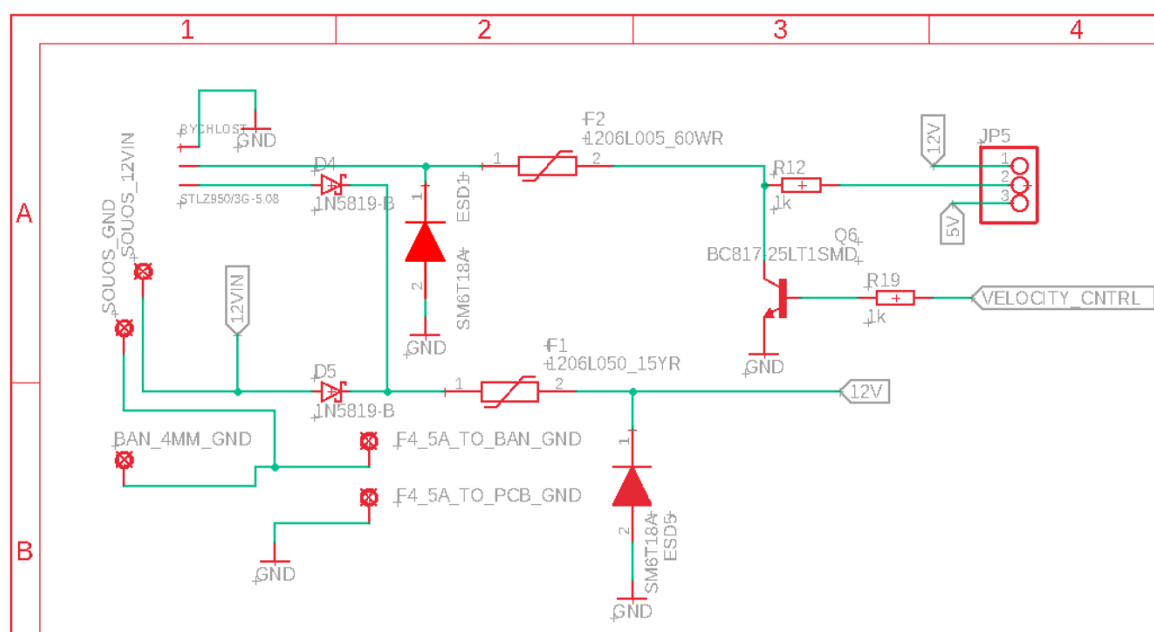 1 2 3 4
A
B
RYCHLOST
GND
STLZ950/3G-5.08
SOUOS_12VIN
SOUOS_GND
D4
1N5819-B
1
2
ESD1
SM6T18A
GND
F2
1206L005_60WR
1 2
R12
1k
12V
JP5
1
2
3
5V
Q6
BC817-25LT1SMD
GND
R19
1k
VELOCITY_CNTRL
12VIN
D5
1N5819-B
F1
1206L050_15YR
1 2
12V
BAN_4MM_GND
F4_5A_TO_BAN_GND
F4_5A_TO_PCB_GND
GND
1
2
SM6T18A
ESD5
GND